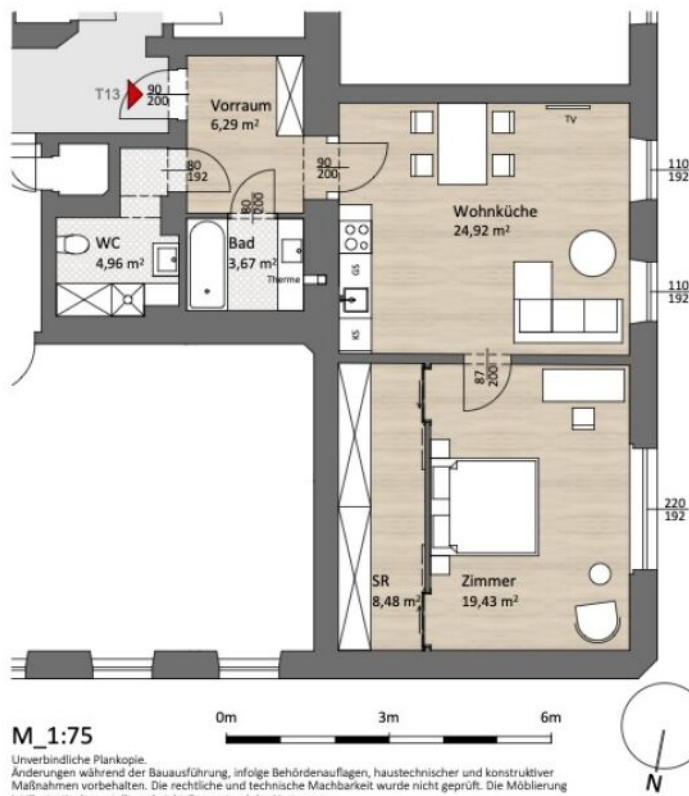 T13
90
200
Vorraum
6,29 m²
80
192
90
200
80
200
TV
110
192
Wohnküche
24,92 m²
WC
4,96 m²
Bad
3,67 m²
Therme
GS
KS
110
192
87
200
220
192
SR
8,48 m²
Zimmer
19,43 m²
M_1:75
0m
3m
6m
N
Unverbindliche Plankopie.
Änderungen während der Bauausführung, infolge Behördenauflagen, haustechnischer und konstruktiver
Maßnahmen vorbehalten. Die rechtliche und technische Machbarkeit wurde nicht geprüft. Die Möblierung